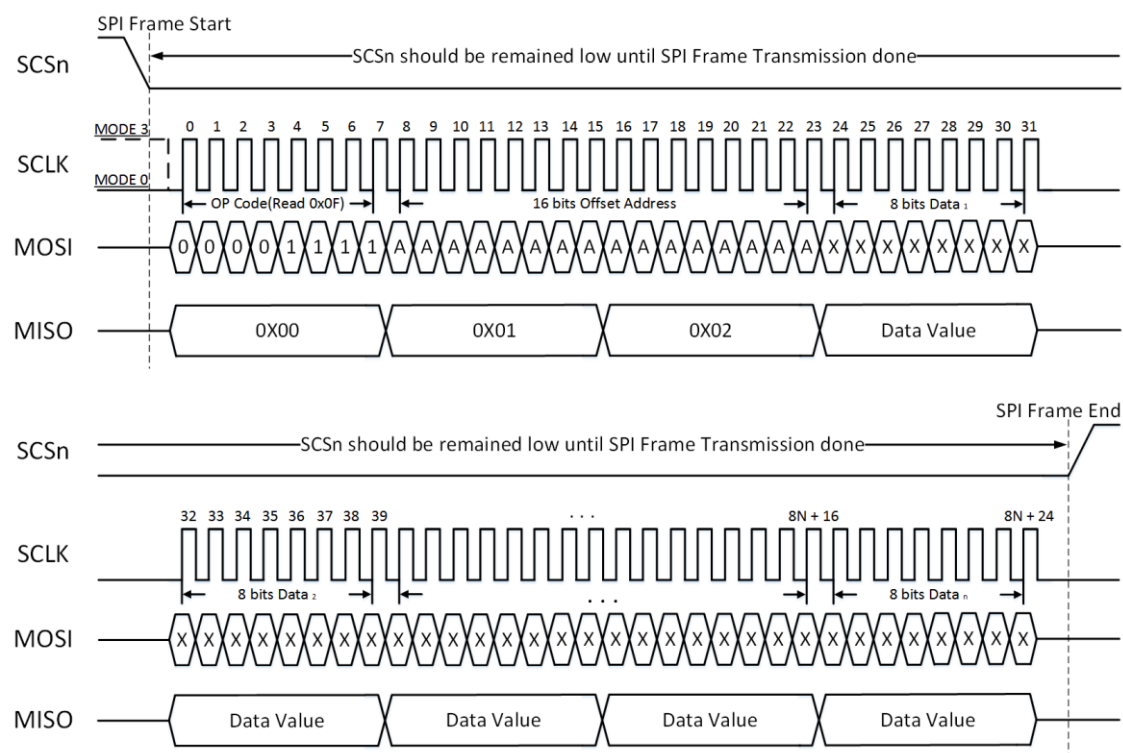 SPI Frame Start
SCSn SCSn should be remained low until SPI Frame Transmission done
MODE 3 0 1 2 3 4 5 6 7 8 9 10 11 12 13 14 15 16 17 18 19 20 21 22 23 24 25 26 27 28 29 30 31
SCLK
MODE 0
OP Code(Read 0x0F) 16 bits Offset Address 8 bits Data 1
MOSI 0 0 0 0 1 1 1 1 A A A A A A A A A A A A A A A A X X X X X X X X
MISO 0X00 0X01 0X02 Data Value
SPI Frame End
SCSn SCSn should be remained low until SPI Frame Transmission done
32 33 34 35 36 37 38 39 . . . 8N + 16 8N + 24
SCLK
8 bits Data 2 . . . 8 bits Data n
MOSI X X X X X X X X X X X X X X X X X X X X X X X X X X X X X X X X
MISO Data Value Data Value Data Value Data Value